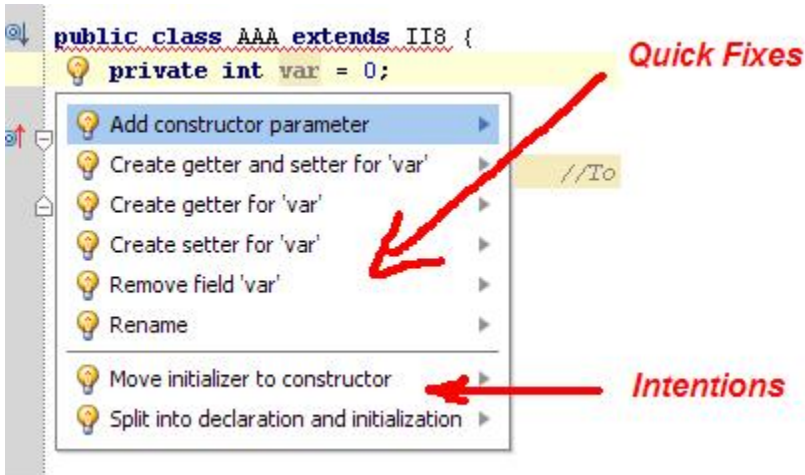 public class AAA extends II8 {
Quick Fixes
private int var = 0;
Add constructor parameter
Create getter and setter for 'var'
//To
Create getter for 'var'
Create setter for 'var'
Remove field 'var'
Rename
Move initializer to constructor
Intentions
Split into declaration and initialization